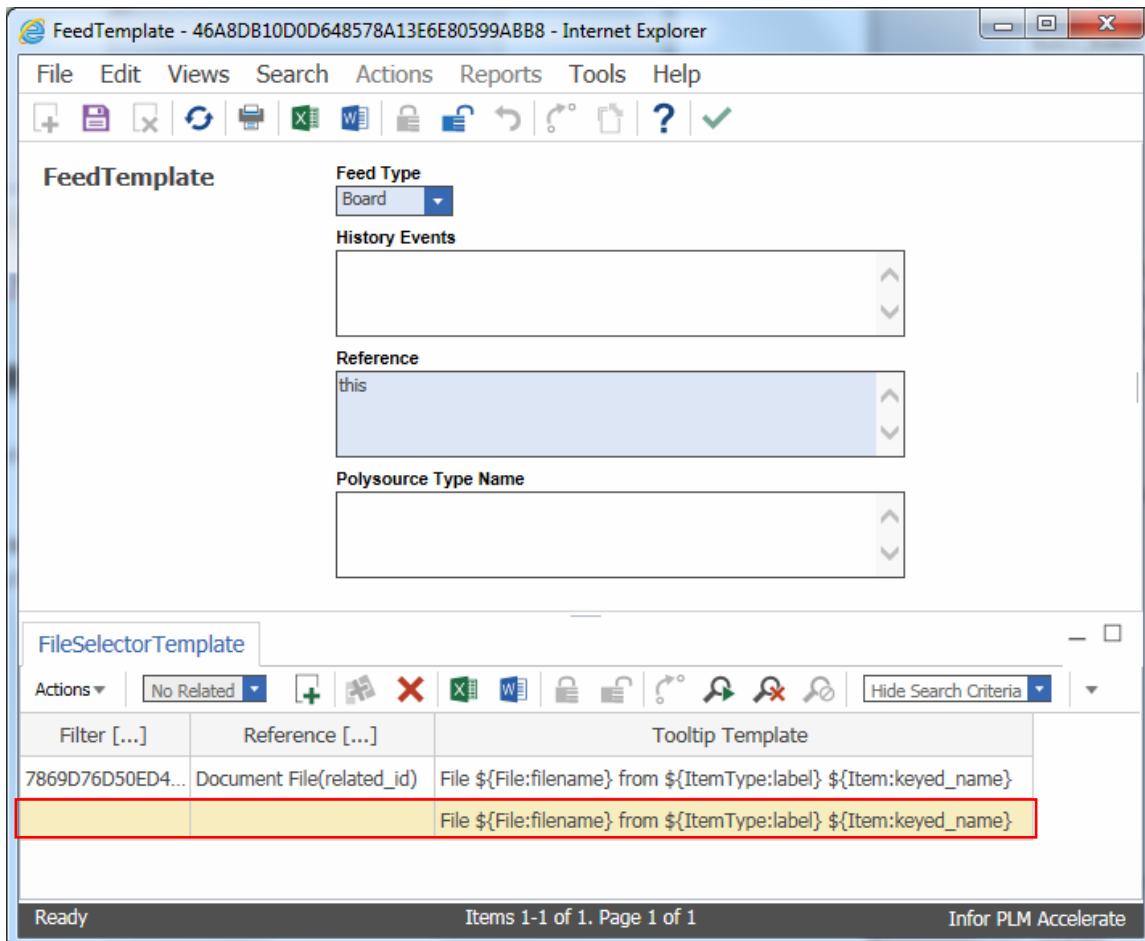 FeedTemplate - 46A8DB10D0D648578A13E6E80599ABB8 - Internet Explorer
File Edit Views Search Actions Reports Tools Help
FeedTemplate
Feed Type
Board
History Events
Reference
this
Polysource Type Name
FileSelectorTemplate
Actions No Related Hide Search Criteria
Filter [...] Reference [...] Tooltip Template
7869D76D50ED4... Document File(related_id) File ${File:filename} from ${ItemType:label} ${Item:keyed_name}
File ${File:filename} from ${ItemType:label} ${Item:keyed_name}
Ready Items 1-1 of 1. Page 1 of 1 Infor PLM Accelerate